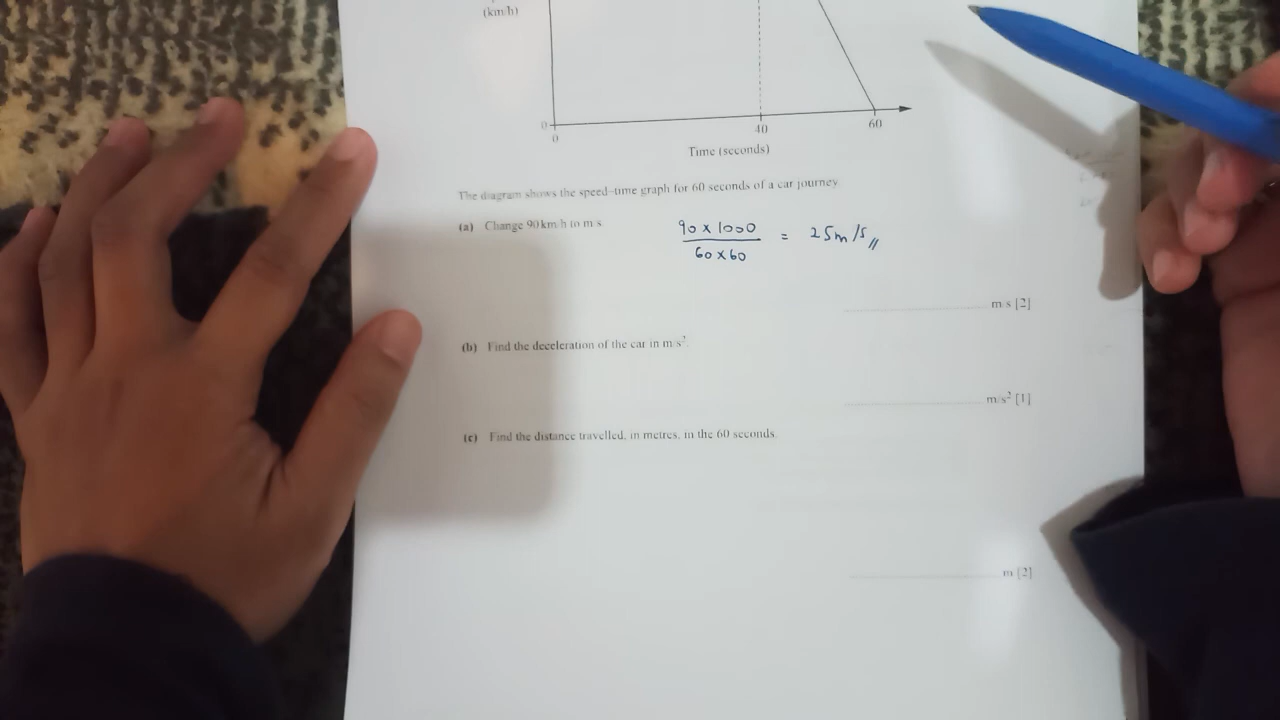 (km/h)
0
0 40 60
Time (seconds)
The diagram shows the speed–time graph for 60 seconds of a car journey.
(a) Change 90 km/h to m/s.
90 x 1000
60 x 60
= 25m/s //
m/s [2]
(b) Find the deceleration of the car in m/s².
m/s² [1]
(c) Find the distance travelled, in metres, in the 60 seconds.
m [2]